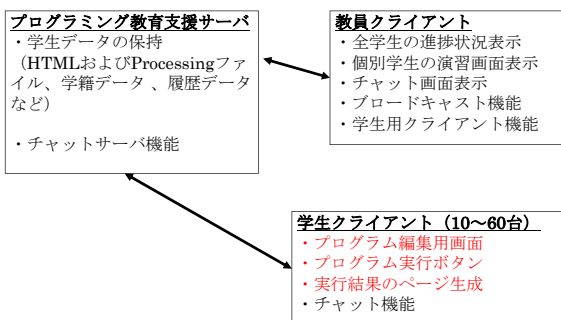 プログラミング教育支援サーバ
・学生データの保持
（HTMLおよびProcessingファ
イル、学籍データ 、履歴データ
など）
・チャットサーバ機能
教員クライアント
・全学生の進捗状況表示
・個別学生の演習画面表示
・チャット画面表示
・ブロードキャスト機能
・学生用クライアント機能
学生クライアント（10～60台）
・プログラム編集用画面
・プログラム実行ボタン
・実行結果のページ生成
・チャット機能